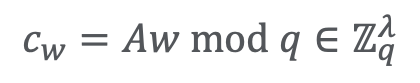 c_w = Aw mod q ∈ ℤ_q^λ